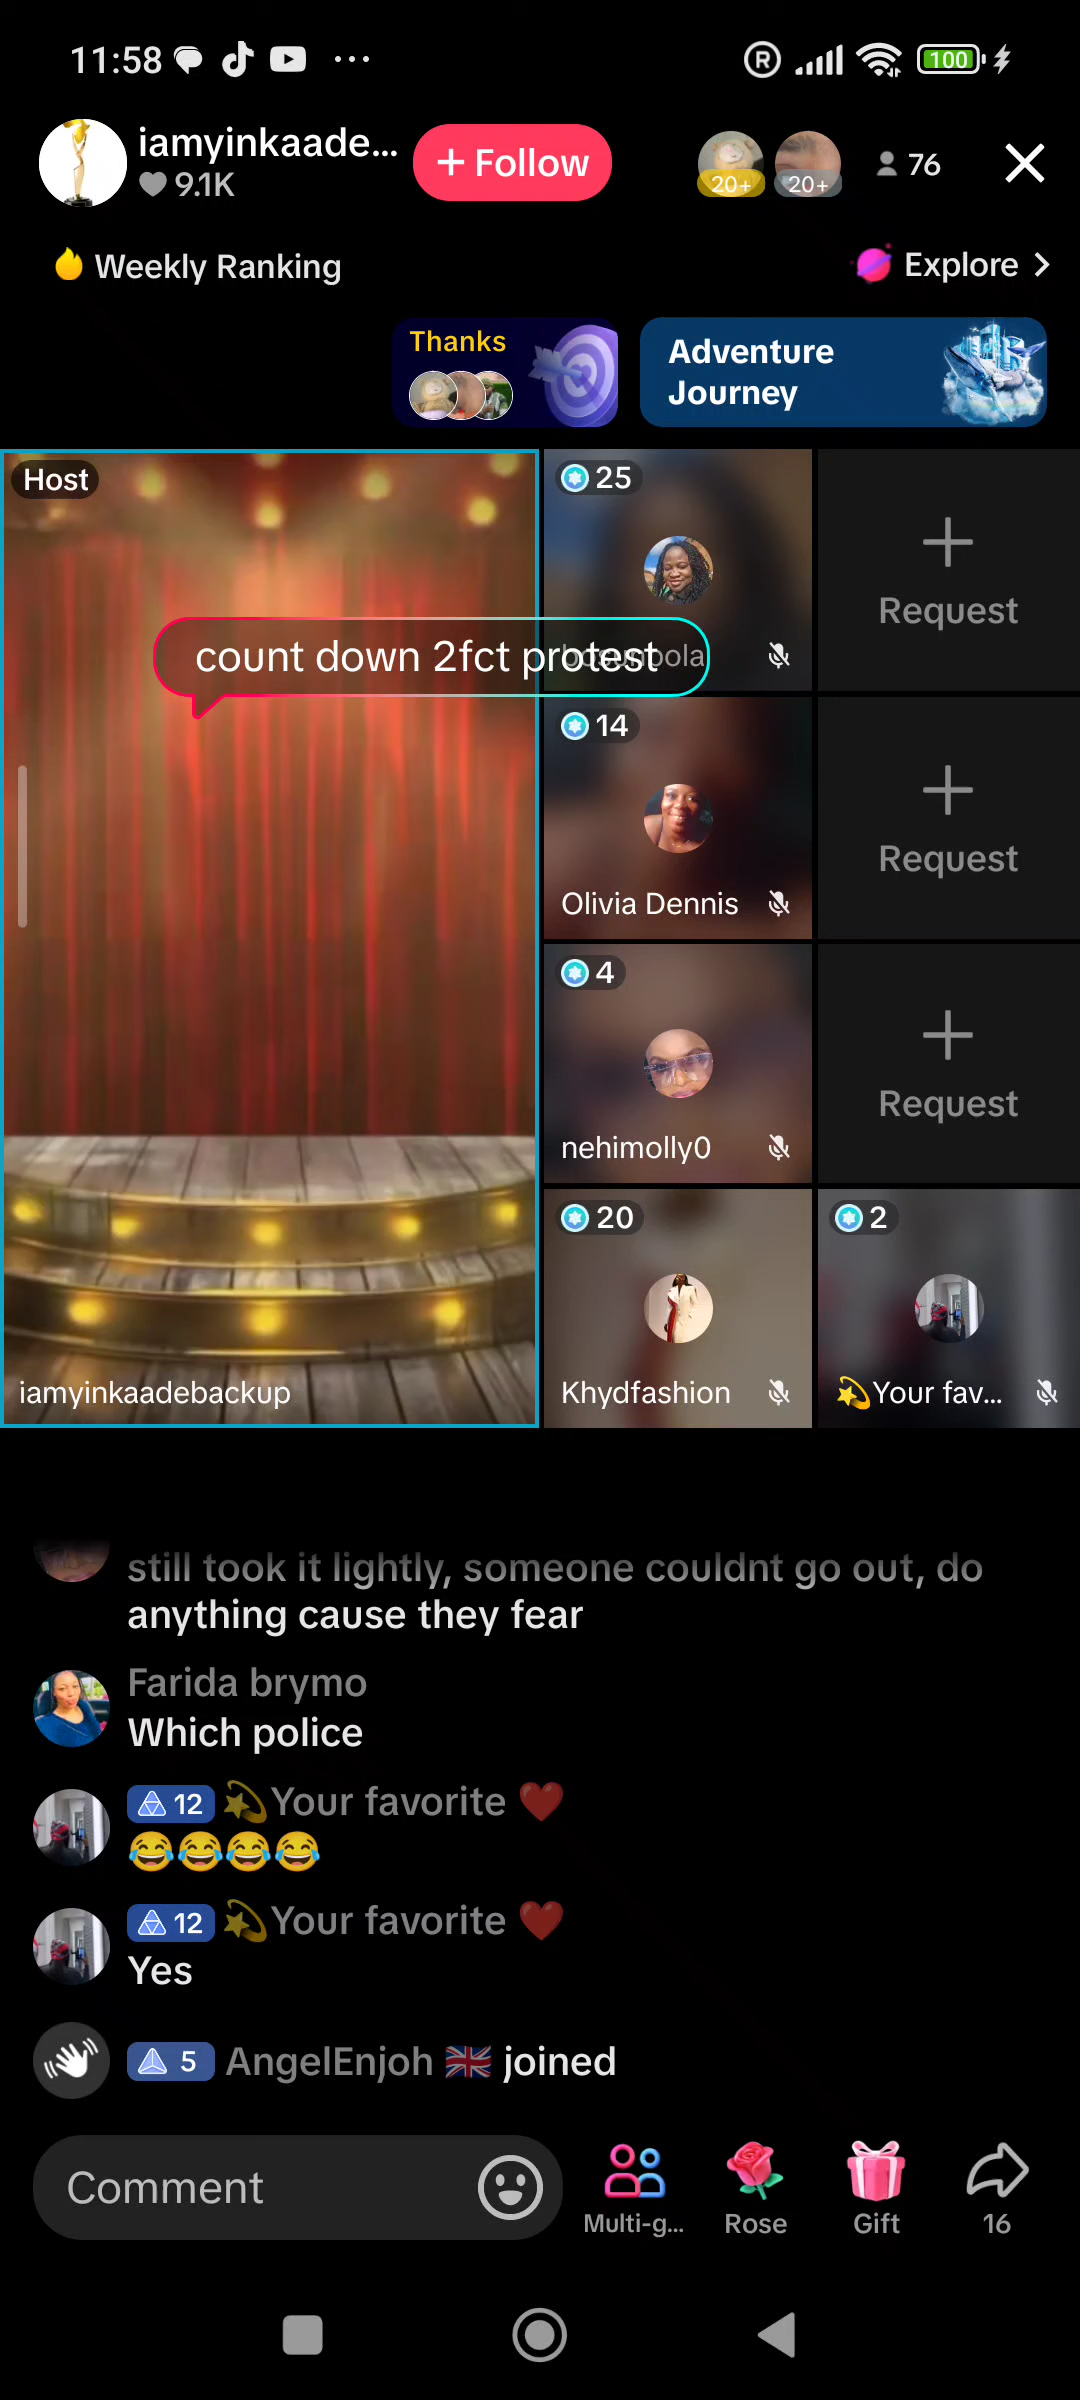 11:58
R
100
iamyinkaade...
9.1K
+ Follow
20+
20+
76
Weekly Ranking
Explore
Thanks
Adventure
Journey
Host
25
Request
count down 2fct protest
14
Request
Olivia Dennis
4
Request
nehimolly0
20
2
iamyinkaadebackup
Khydfashion
Your fav...
still took it lightly, someone couldnt go out, do
anything cause they fear
Farida brymo
Which police
12 Your favorite
😂😂😂😂
12 Your favorite
Yes
5 AngelEnjoh 🇬🇧 joined
Comment
Multi-g...
Rose
Gift
16